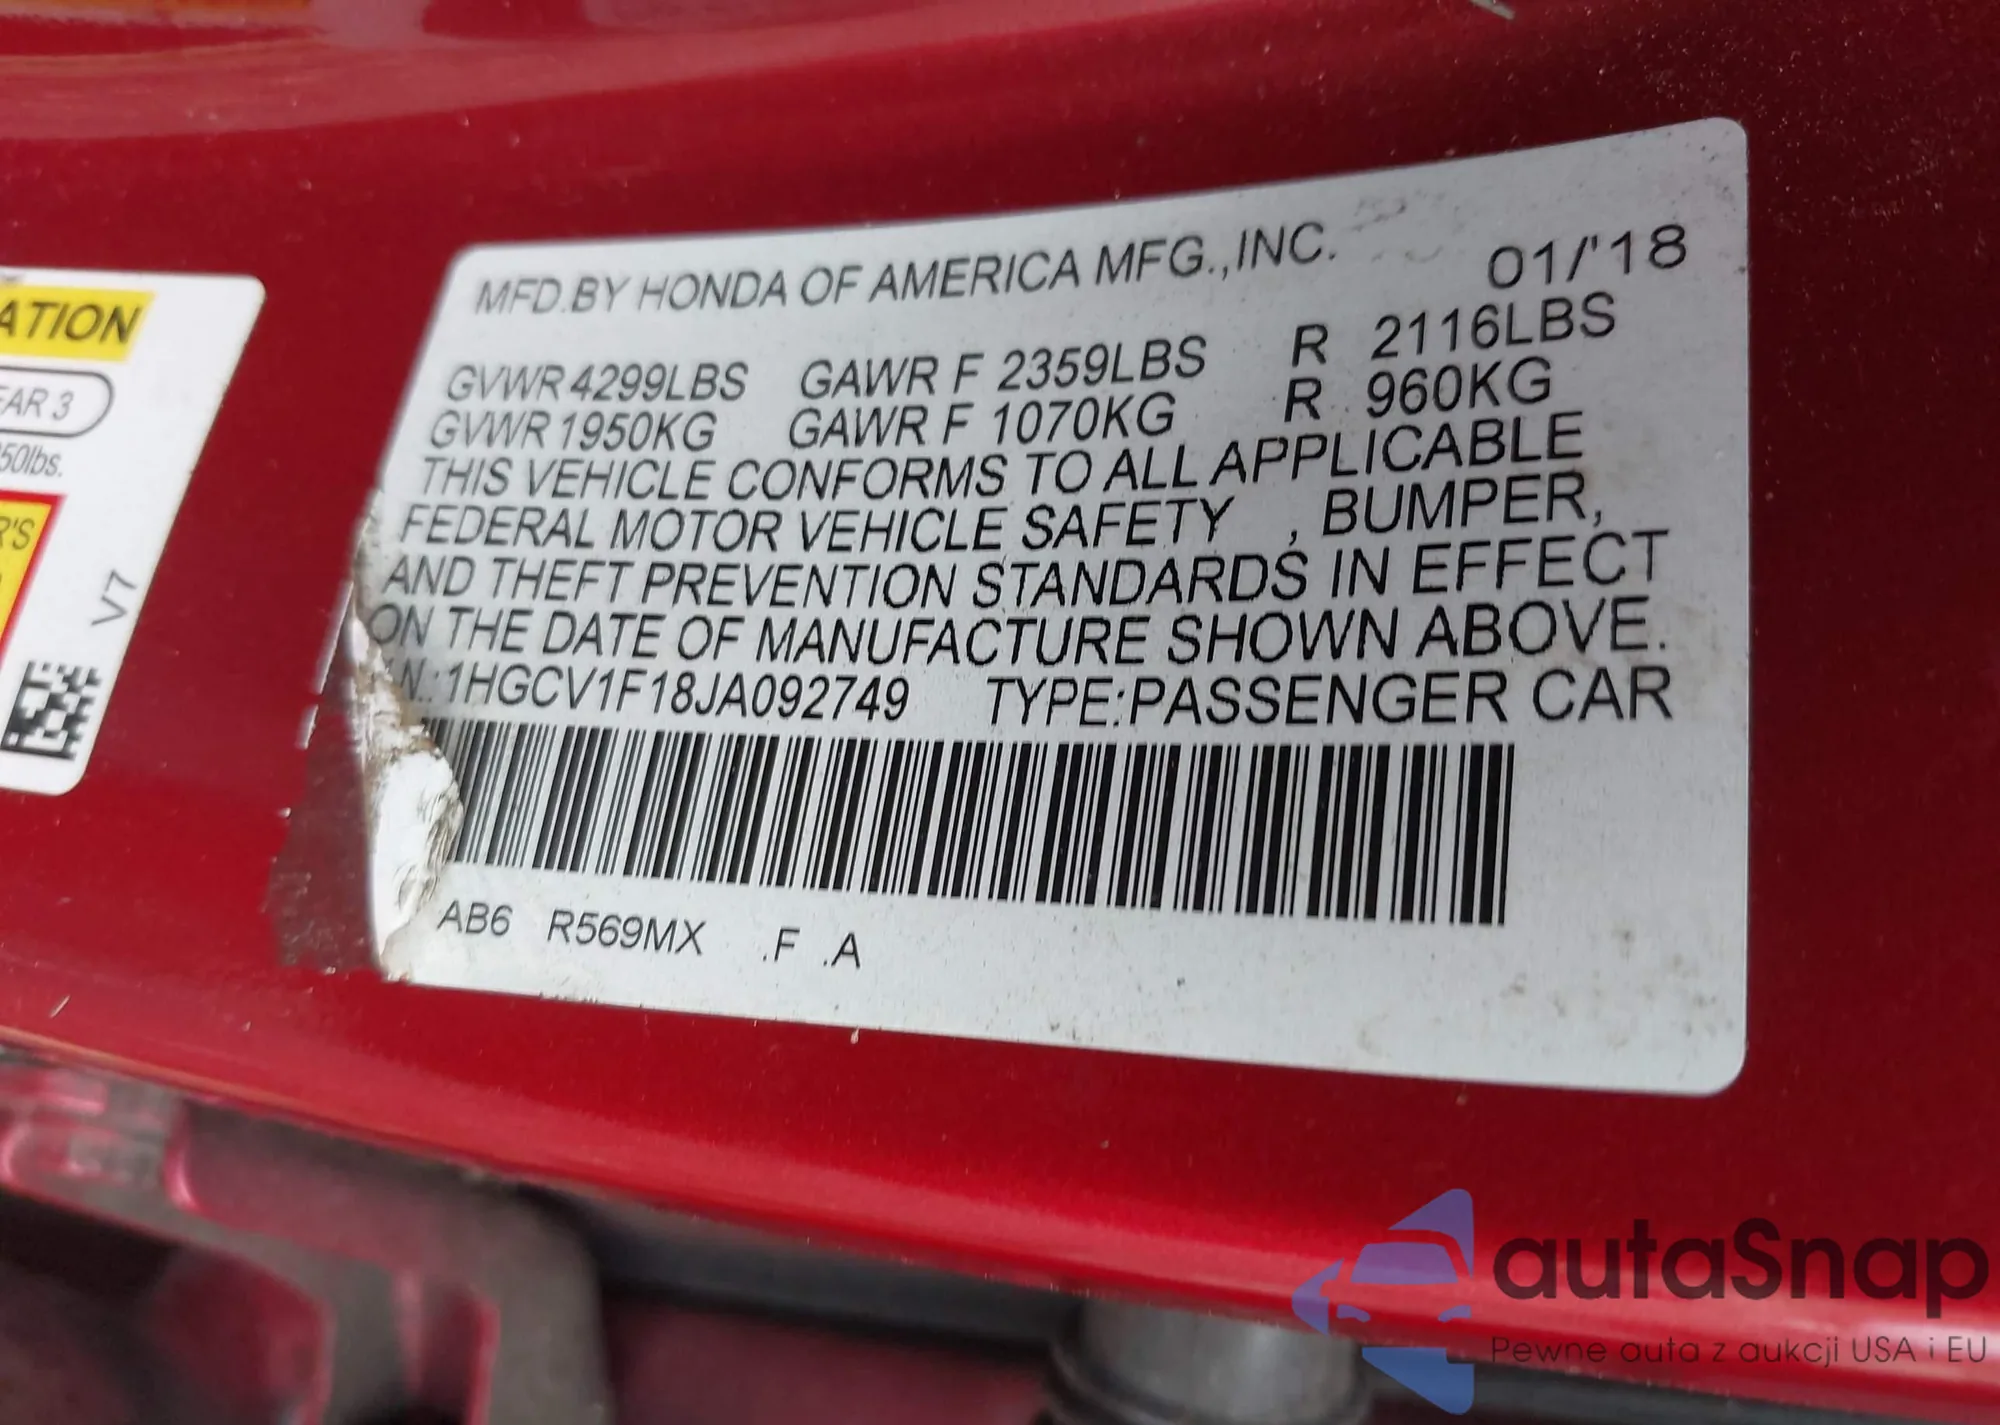 MFD.BY HONDA OF AMERICA MFG.,INC. 01/'18
GVWR 4299LBS GAWR F 2359LBS R 2116LBS
GVWR 1950KG GAWR F 1070KG R 960KG
THIS VEHICLE CONFORMS TO ALL APPLICABLE
FEDERAL MOTOR VEHICLE SAFETY , BUMPER,
AND THEFT PREVENTION STANDARDS IN EFFECT
ON THE DATE OF MANUFACTURE SHOWN ABOVE.
N.:1HGCV1F18JA092749 TYPE:PASSENGER CAR
AB6 R569MX .F .A
ATION
EAR 3
50lbs.
R'S
V7
autaSnap
Pewne auta z aukcji USA i EU